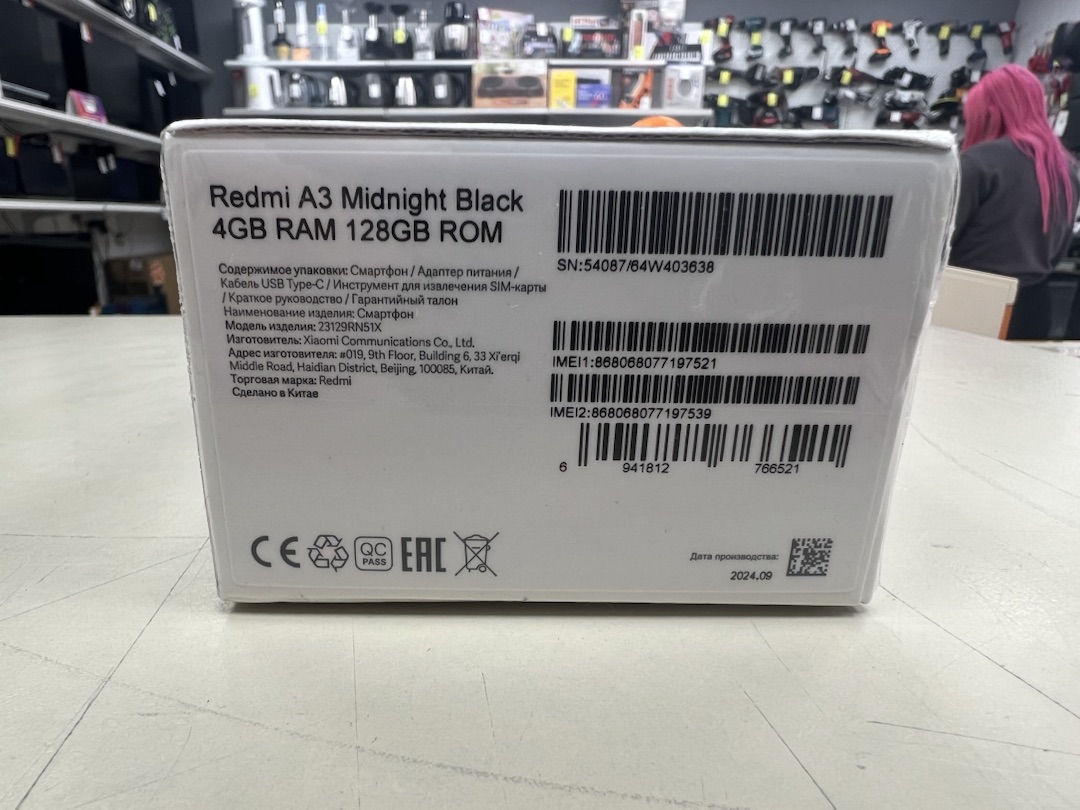 Redmi A3 Midnight Black
4GB RAM 128GB ROM
Содержимое упаковки: Смартфон / Адаптер питания /
Кабель USB Type-C / Инструмент для извлечения SIM-карты
/ Краткое руководство / Гарантийный талон
Наименование изделия: Смартфон
Модель изделия: 23129RN51X
Изготовитель: Xiaomi Communications Co., Ltd.
Адрес изготовителя: #019, 9th Floor, Building 6, 33 Xi'erqi
Middle Road, Haidian District, Beijing, 100085, Китай.
Торговая марка: Redmi
Сделано в Китае
SN:54087/64W403638
IMEI1:868068077197521
IMEI2:868068077197539
6 941812 766521
CE
QC
PASS
EAC
Дата производства:
2024.09